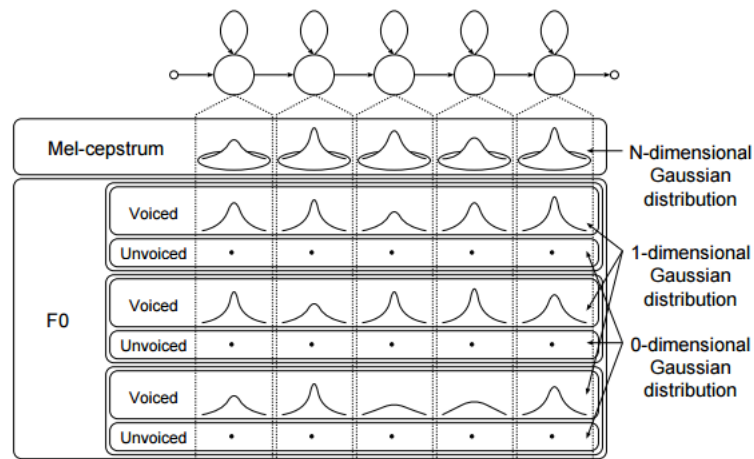 Mel-cepstrum
N-dimensional
Gaussian
distribution
F0
Voiced
Unvoiced
Voiced
Unvoiced
Voiced
Unvoiced
1-dimensional
Gaussian
distribution
0-dimensional
Gaussian
distribution